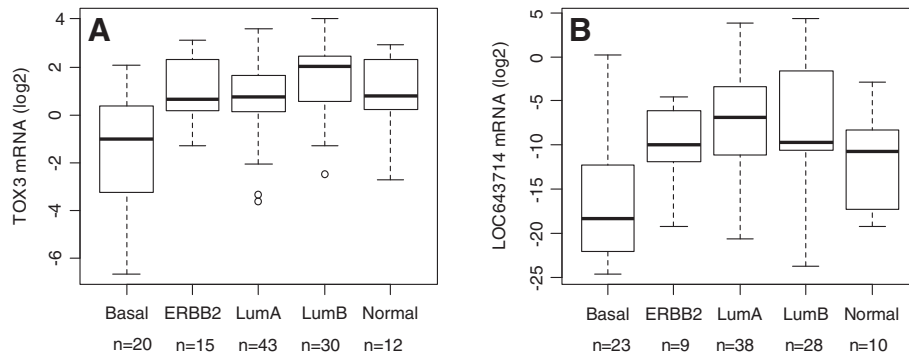 A
TOX3 mRNA (log2)
4
2
0
-2
-4
-6
Basal ERBB2 LumA LumB Normal
n=20 n=15 n=43 n=30 n=12
B
LOC643714 mRNA (log2)
5
0
-5
-10
-15
-20
-25
Basal ERBB2 LumA LumB Normal
n=23 n=9 n=38 n=28 n=10